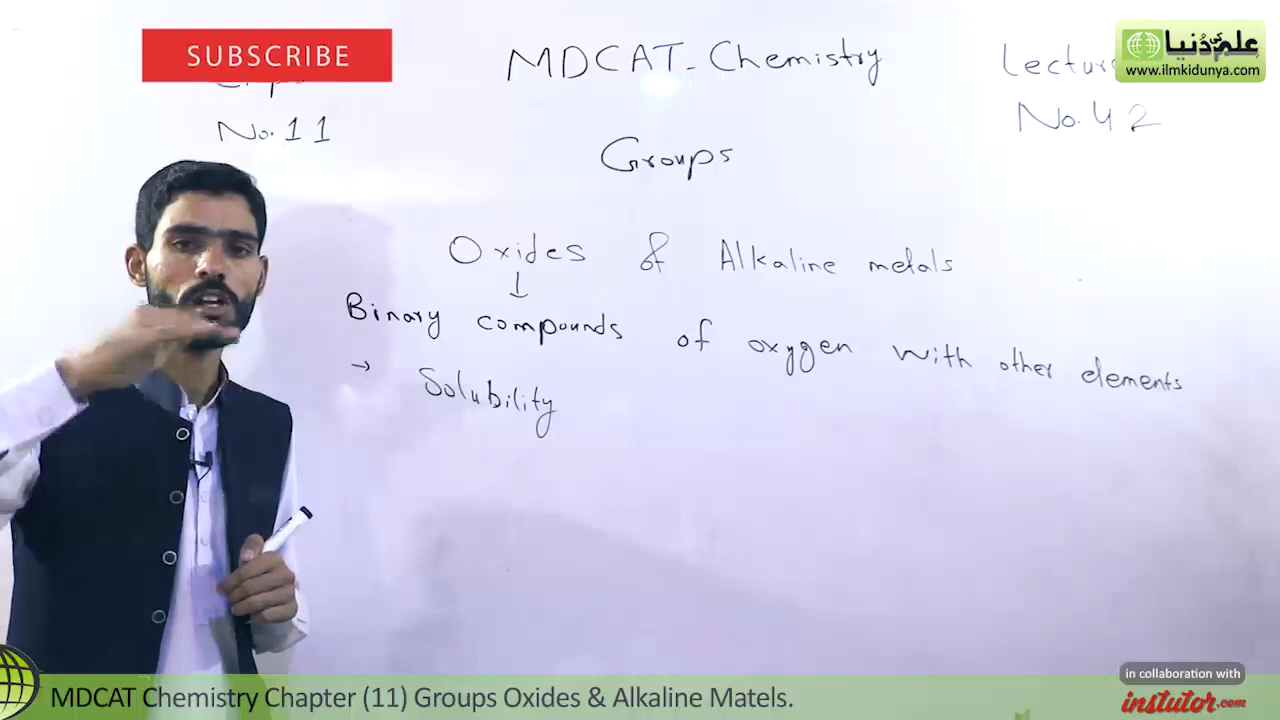 SUBSCRIBE
MDCAT-Chemistry
Lecture
علم کی دنیا
www.ilmkidunya.com
No. 11
No. 42
Groups
Oxides of Alkaline metals
↓
Binary compounds of oxygen with other elements
→ Solubility
in collaboration with
instutor.com
MDCAT Chemistry Chapter (11) Groups Oxides & Alkaline Matels.